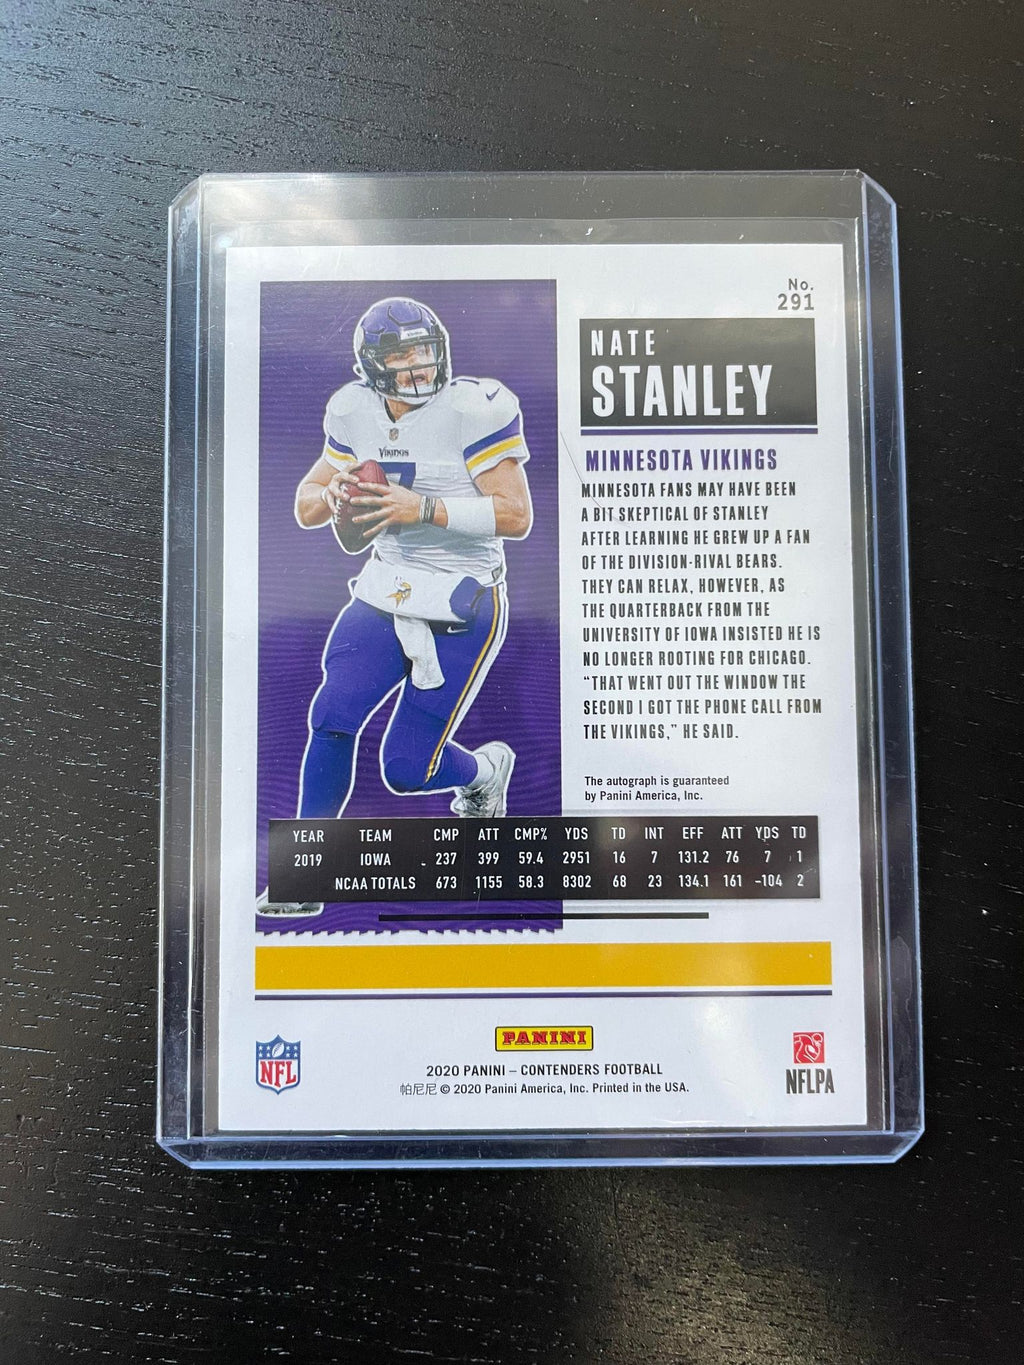 No.
291
NATE
STANLEY
MINNESOTA VIKINGS
MINNESOTA FANS MAY HAVE BEEN
A BIT SKEPTICAL OF STANLEY
AFTER LEARNING HE GREW UP A FAN
OF THE DIVISION-RIVAL BEARS.
THEY CAN RELAX, HOWEVER, AS
THE QUARTERBACK FROM THE
UNIVERSITY OF IOWA INSISTED HE IS
NO LONGER ROOTING FOR CHICAGO.
"THAT WENT OUT THE WINDOW THE
SECOND I GOT THE PHONE CALL FROM
THE VIKINGS," HE SAID.
The autograph is guaranteed
by Panini America, Inc.
VIKINGS
7
YEAR TEAM CMP ATT CMP% YDS TD INT EFF ATT YDS TD
2019 IOWA 237 399 59.4 2951 16 7 131.2 76 7 1
NCAA TOTALS 673 1155 58.3 8302 68 23 134.1 161 -104 2
NFL
PANINI
2020 PANINI – CONTENDERS FOOTBALL
帕尼尼 © 2020 Panini America, Inc. Printed in the USA.
NFLPA